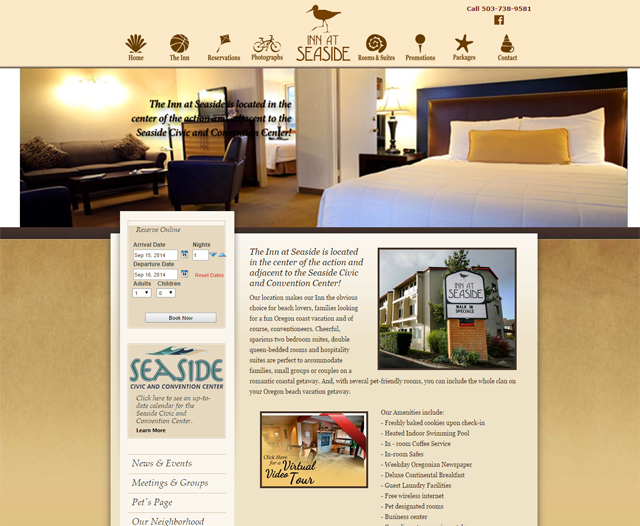 Call 503-738-9581
INN AT
SEASIDE
Home
The Inn
Reservations
Photographs
Rooms & Suites
Promotions
Packages
Contact
The Inn at Seaside is located in the
center of the action and adjacent to the
Seaside Civic and Convention Center!
Reserve Online
Arrival Date
Nights
Sep 15, 2014
1
Departure Date
Sep 16, 2014
Reset Dates
Adults
Children
1
0
Book Now
SEASIDE
CIVIC AND CONVENTION CENTER
Click here to see an up-to-
date calendar for the
Seaside Civic and
Convention Center.
Learn More
News & Events
Meetings & Groups
Pet's Page
Our Neighborhood
The Inn at Seaside is located
in the center of the action and
adjacent to the Seaside Civic
and Convention Center!
Our location makes our Inn the obvious
choice for beach lovers, families looking
for a fun Oregon coast vacation and of
course, conventioneers. Cheerful,
spacious two bedroom suites, double
queen-bedded rooms and hospitality
suites are perfect to accommodate
families, small groups or couples on a
romantic coastal getaway. And, with several pet-friendly rooms, you can include the whole clan on
your Oregon beach vacation getaway.
INN AT
SEASIDE
WALK IN
SPECIALS
Click Here
for a Virtual
Video Tour
Our Amenities include:
- Freshly baked cookies upon check-in
- Heated Indoor Swimming Pool
- In - room Coffee Service
- In-room Safes
- Weekday Oregonian Newspaper
- Deluxe Continental Breakfast
- Guest Laundry Facilities
- Free wireless internet
- Pet designated rooms
- Business center